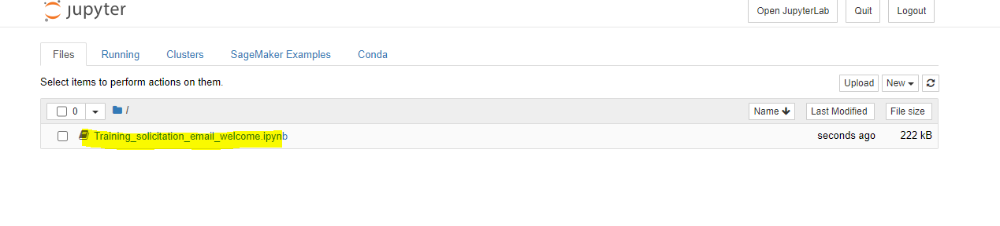 jupyter
Open JupyterLab Quit Logout
Files Running Clusters SageMaker Examples Conda
Select items to perform actions on them.
Upload New
0 / Name Last Modified File size
Training_solicitation_email_welcome.ipynb seconds ago 222 kB